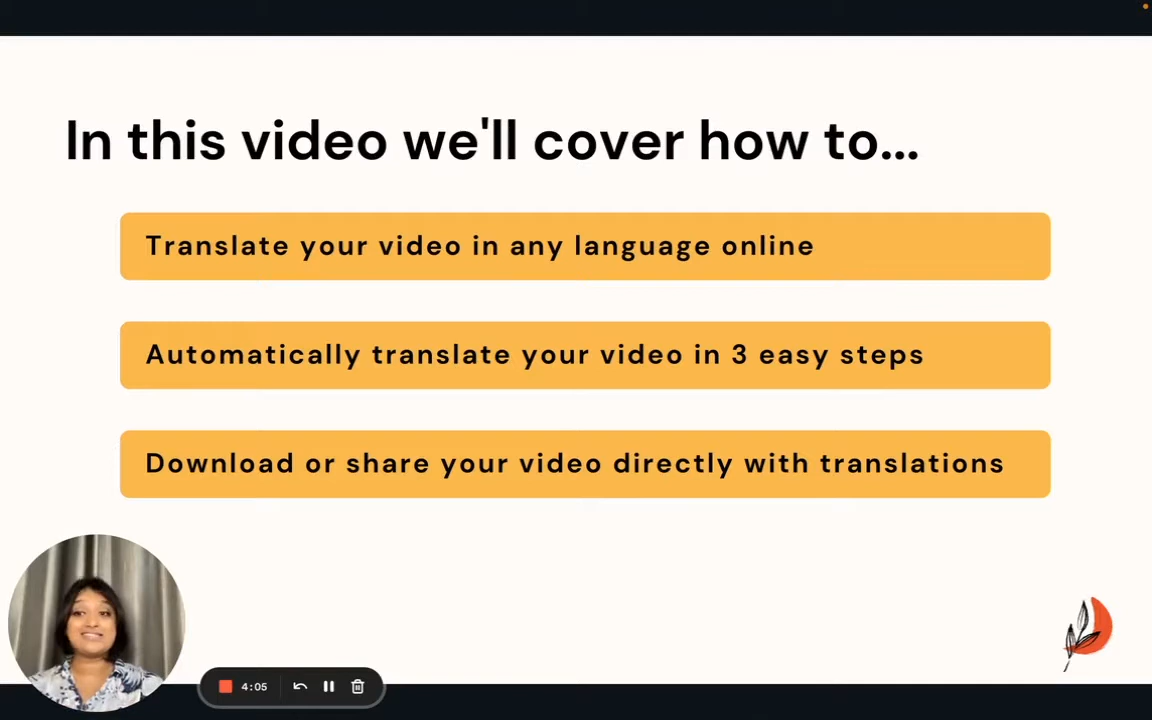 In this video we'll cover how to...
Translate your video in any language online
Automatically translate your video in 3 easy steps
Download or share your video directly with translations
4:05